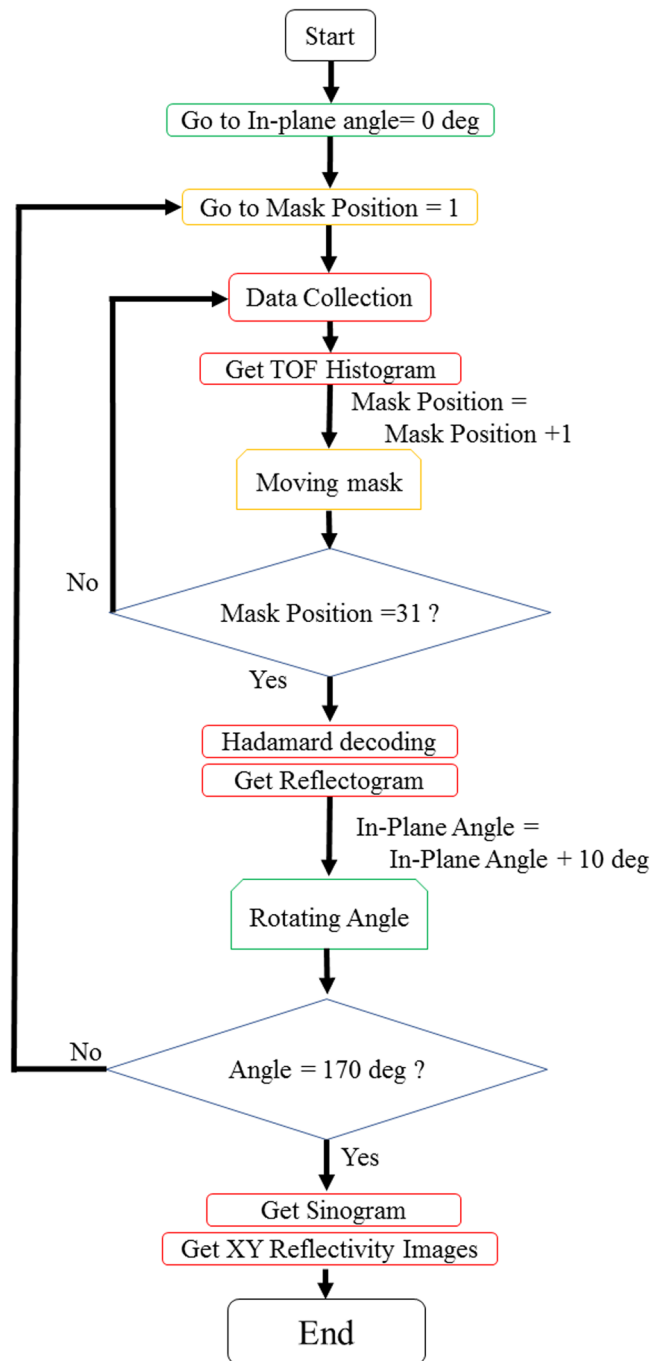 Start
Go to In-plane angle= 0 deg
Go to Mask Position = 1
Data Collection
Get TOF Histogram
Mask Position =
Mask Position +1
Moving mask
No
Mask Position =31 ?
Yes
Hadamard decoding
Get Reflectogram
In-Plane Angle =
In-Plane Angle + 10 deg
Rotating Angle
No
Angle = 170 deg ?
Yes
Get Sinogram
Get XY Reflectivity Images
End